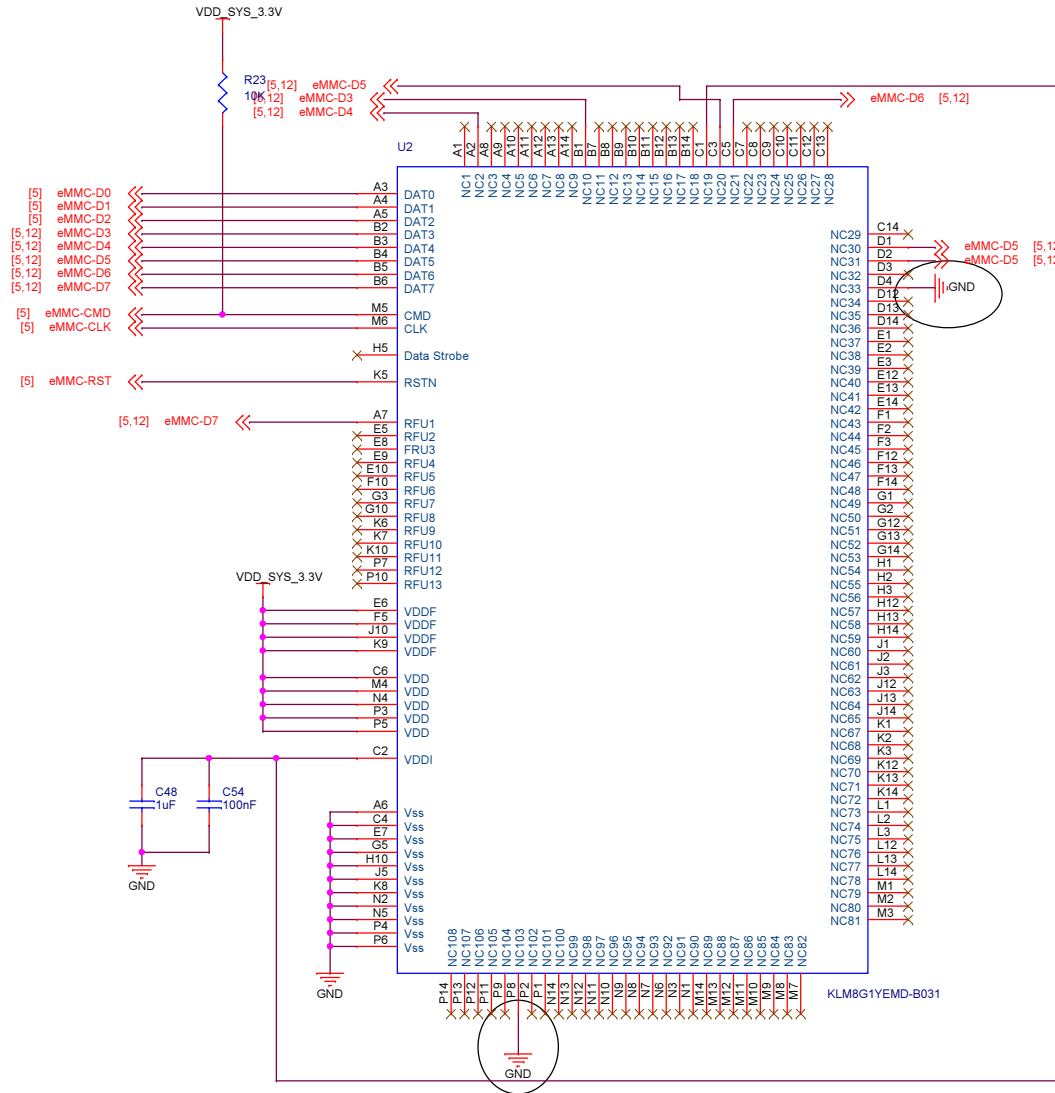 VDD_SYS_3.3V
R23
10K
[5,12] eMMC-D5
[5,12] eMMC-D3
[5,12] eMMC-D4
eMMC-D6 [5,12]
U2
A1 A2 A8 A9 A10 A11 A12 A13 A14 B1 B7 B8 B9 B10 B11 B12 B13 B14 C1 C3 C5 C7 C8 C9 C10 C11 C12 C13
NC1 NC2 NC3 NC4 NC5 NC6 NC7 NC8 NC9 NC10 NC11 NC12 NC13 NC14 NC15 NC16 NC17 NC18 NC19 NC20 NC21 NC22 NC23 NC24 NC25 NC26 NC27 NC28
[5] eMMC-D0 A3 DAT0
[5] eMMC-D1 A4 DAT1
[5] eMMC-D2 A5 DAT2
[5,12] eMMC-D3 B2 DAT3
[5,12] eMMC-D4 B3 DAT4
[5,12] eMMC-D5 B4 DAT5
[5,12] eMMC-D6 B5 DAT6
[5,12] eMMC-D7 B6 DAT7
[5] eMMC-CMD M5 CMD
[5] eMMC-CLK M6 CLK
H5 Data Strobe
[5] eMMC-RST K5 RSTN
[5,12] eMMC-D7 A7 RFU1
E5 RFU2
E8 FRU3
E9 RFU4
E10 RFU5
F10 RFU6
G3 RFU7
G10 RFU8
K6 RFU9
K7 RFU10
K10 RFU11
P7 RFU12
P10 RFU13
VDD_SYS_3.3V
E6 VDDF
F5 VDDF
J10 VDDF
K9 VDDF
C6 VDD
M4 VDD
N4 VDD
P3 VDD
P5 VDD
C2 VDDI
C48
1uF
C54
100nF
GND
A6 Vss
C4 Vss
E7 Vss
G5 Vss
H10 Vss
J5 Vss
K8 Vss
N2 Vss
N5 Vss
P4 Vss
P6 Vss
GND
NC29 C14
NC30 D1 eMMC-D5 [5,12
NC31 D2 eMMC-D5 [5,12
NC32 D3
NC33 D4 GND
NC34 D12
NC35 D13
NC36 D14
NC37 E1
NC38 E2
NC39 E3
NC40 E12
NC41 E13
NC42 E14
NC43 F1
NC44 F2
NC45 F3
NC46 F12
NC47 F13
NC48 F14
NC49 G1
NC50 G2
NC51 G12
NC52 G13
NC53 G14
NC54 H1
NC55 H2
NC56 H3
NC57 H12
NC58 H13
NC59 H14
NC60 J1
NC61 J2
NC62 J3
NC63 J12
NC64 J13
NC65 J14
NC67 K1
NC68 K2
NC69 K3
NC70 K12
NC71 K13
NC72 K14
NC73 L1
NC74 L2
NC75 L3
NC76 L12
NC77 L13
NC78 L14
NC79 M1
NC80 M2
NC81 M3
NC108 NC107 NC106 NC105 NC104 NC103 NC102 NC101 NC100 NC99 NC98 NC97 NC96 NC95 NC94 NC93 NC92 NC91 NC90 NC89 NC88 NC87 NC86 NC85 NC84 NC83 NC82
P14 P13 P12 P11 P9 P8 P2 P1 N14 N13 N12 N11 N10 N9 N8 N7 N6 N3 N1 M14 M13 M12 M11 M10 M9 M8 M7
KLM8G1YEMD-B031
GND